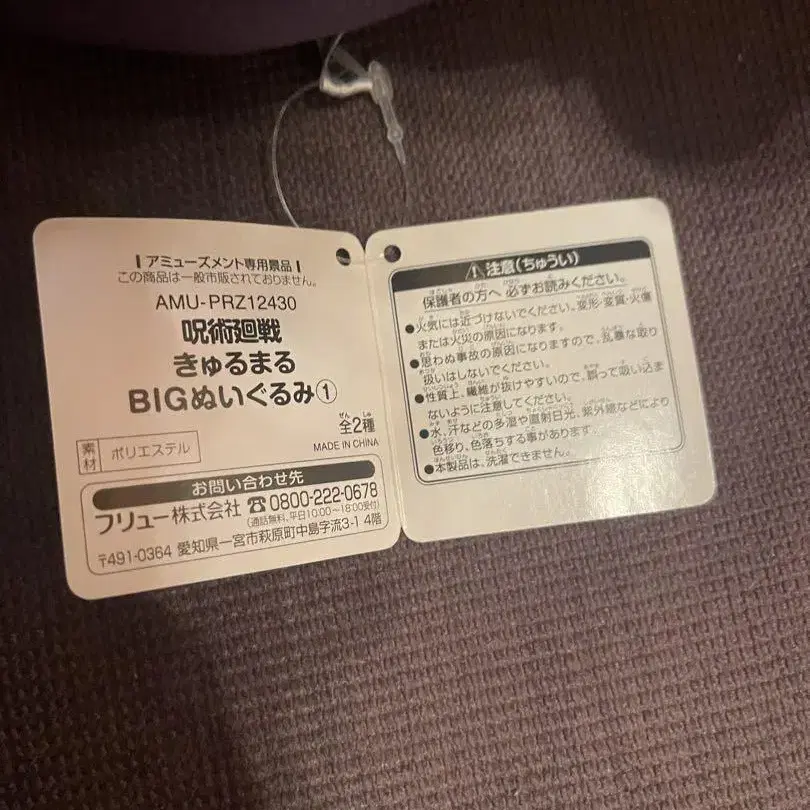 アミューズメント専用景品
この商品は一般市販されておりません。
AMU-PRZ12430
呪術廻戦
きゅるまる
BIGぬいぐるみ①
全2種
MADE IN CHINA
素材 ポリエステル
お問い合わせ先
フリュー株式会社 ☎0800-222-0678
(通話無料、平日10:00〜18:00受付)
〒491-0364 愛知県一宮市萩原町中島字流3-1 4階
⚠注意(ちゅうい)
保護者の方へ 必ずお読みください。
●火気には近づけないでください。変形・変質・火傷
または火災の原因になります。
●思わぬ事故の原因になりますので、乱暴な取り
扱いはしないでください。
●性質上、繊維が抜けやすいので、誤って吸い込ま
ないように注意してください。
●水、汗などの多湿や直射日光、紫外線などにより
色移り、色落ちする事があります。
●本製品は、洗濯できません。